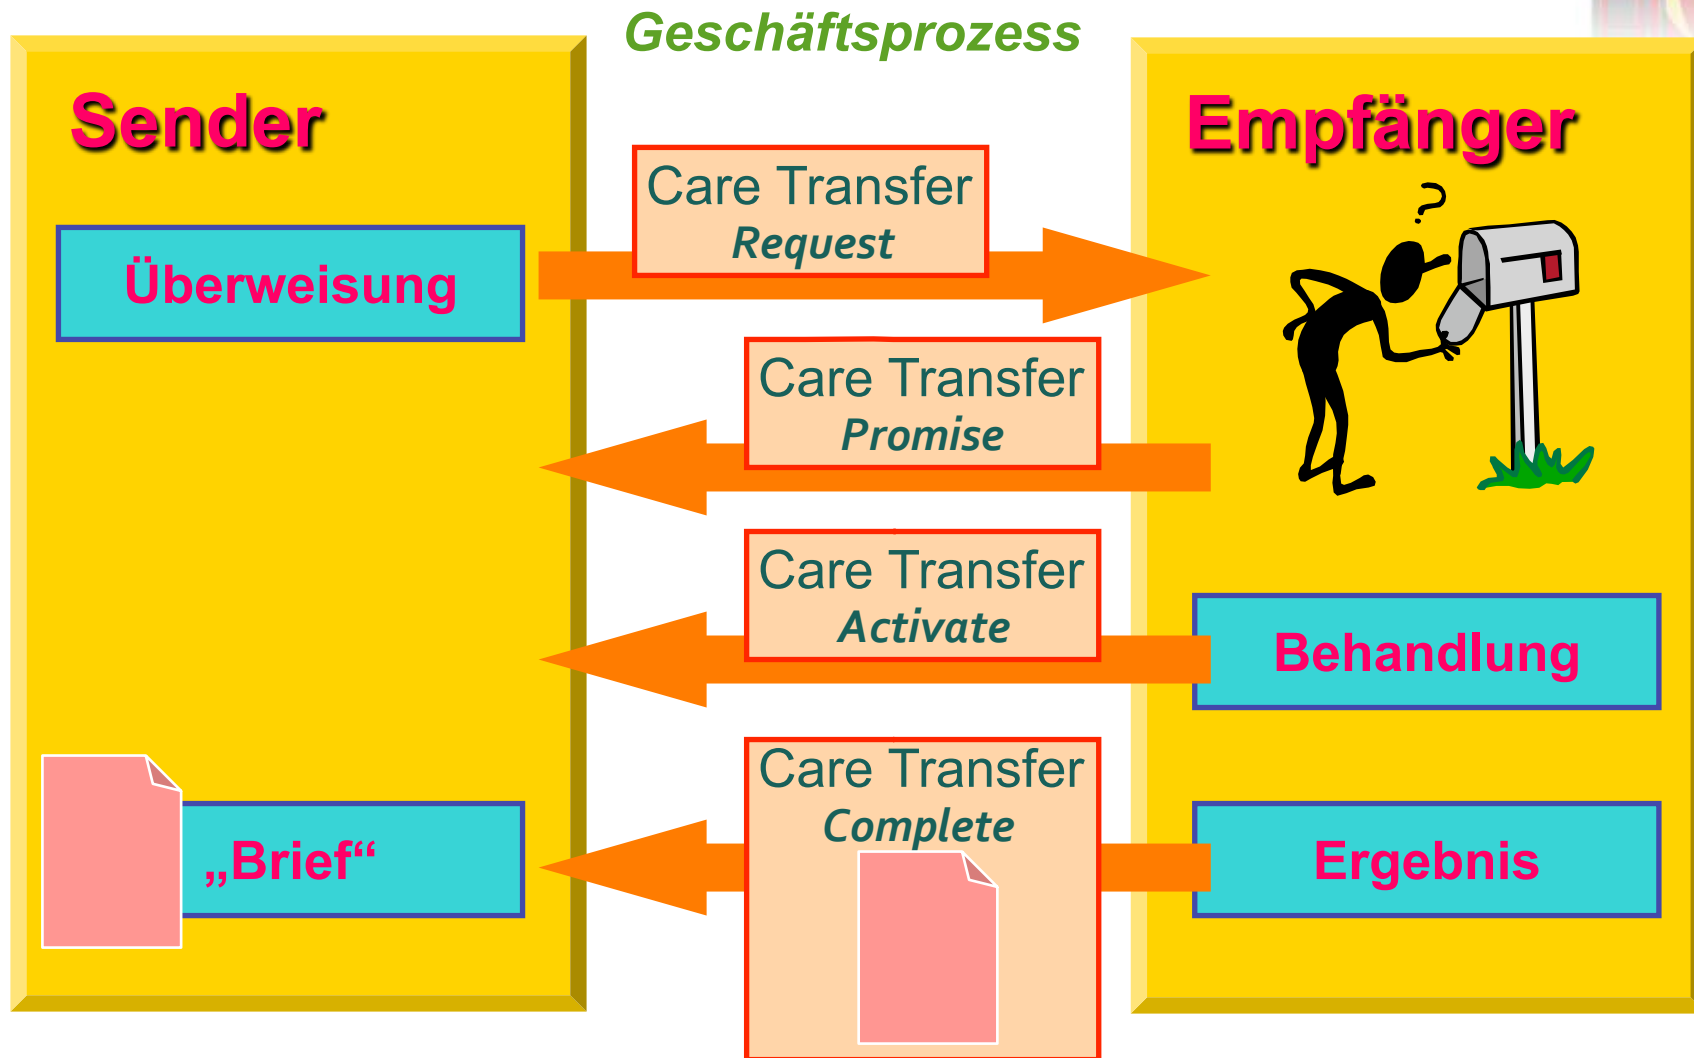 Geschäftsprozess
Sender
Empfänger
Care Transfer
Request
Überweisung
?
Care Transfer
Promise
Care Transfer
Activate
Behandlung
Care Transfer
Complete
„Brief“
Ergebnis